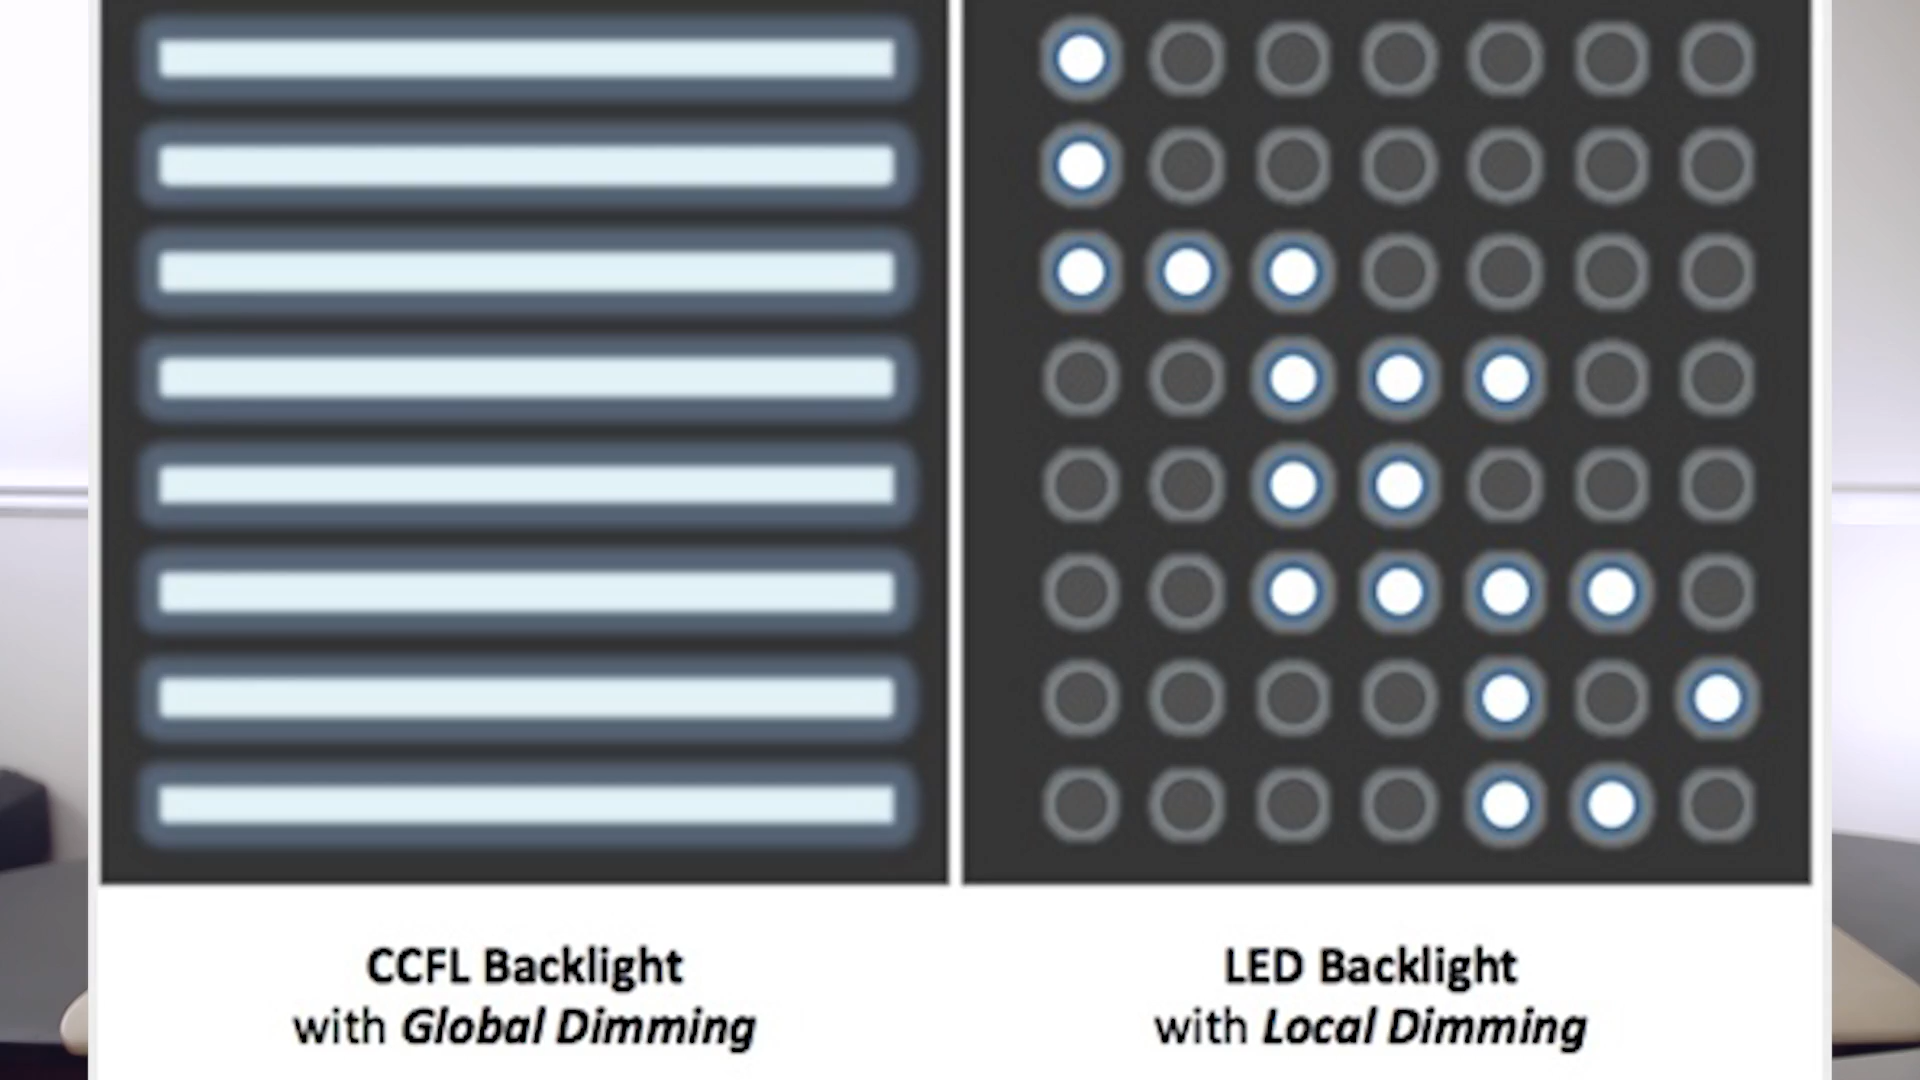 CCFL Backlight
with Global Dimming
LED Backlight
with Local Dimming